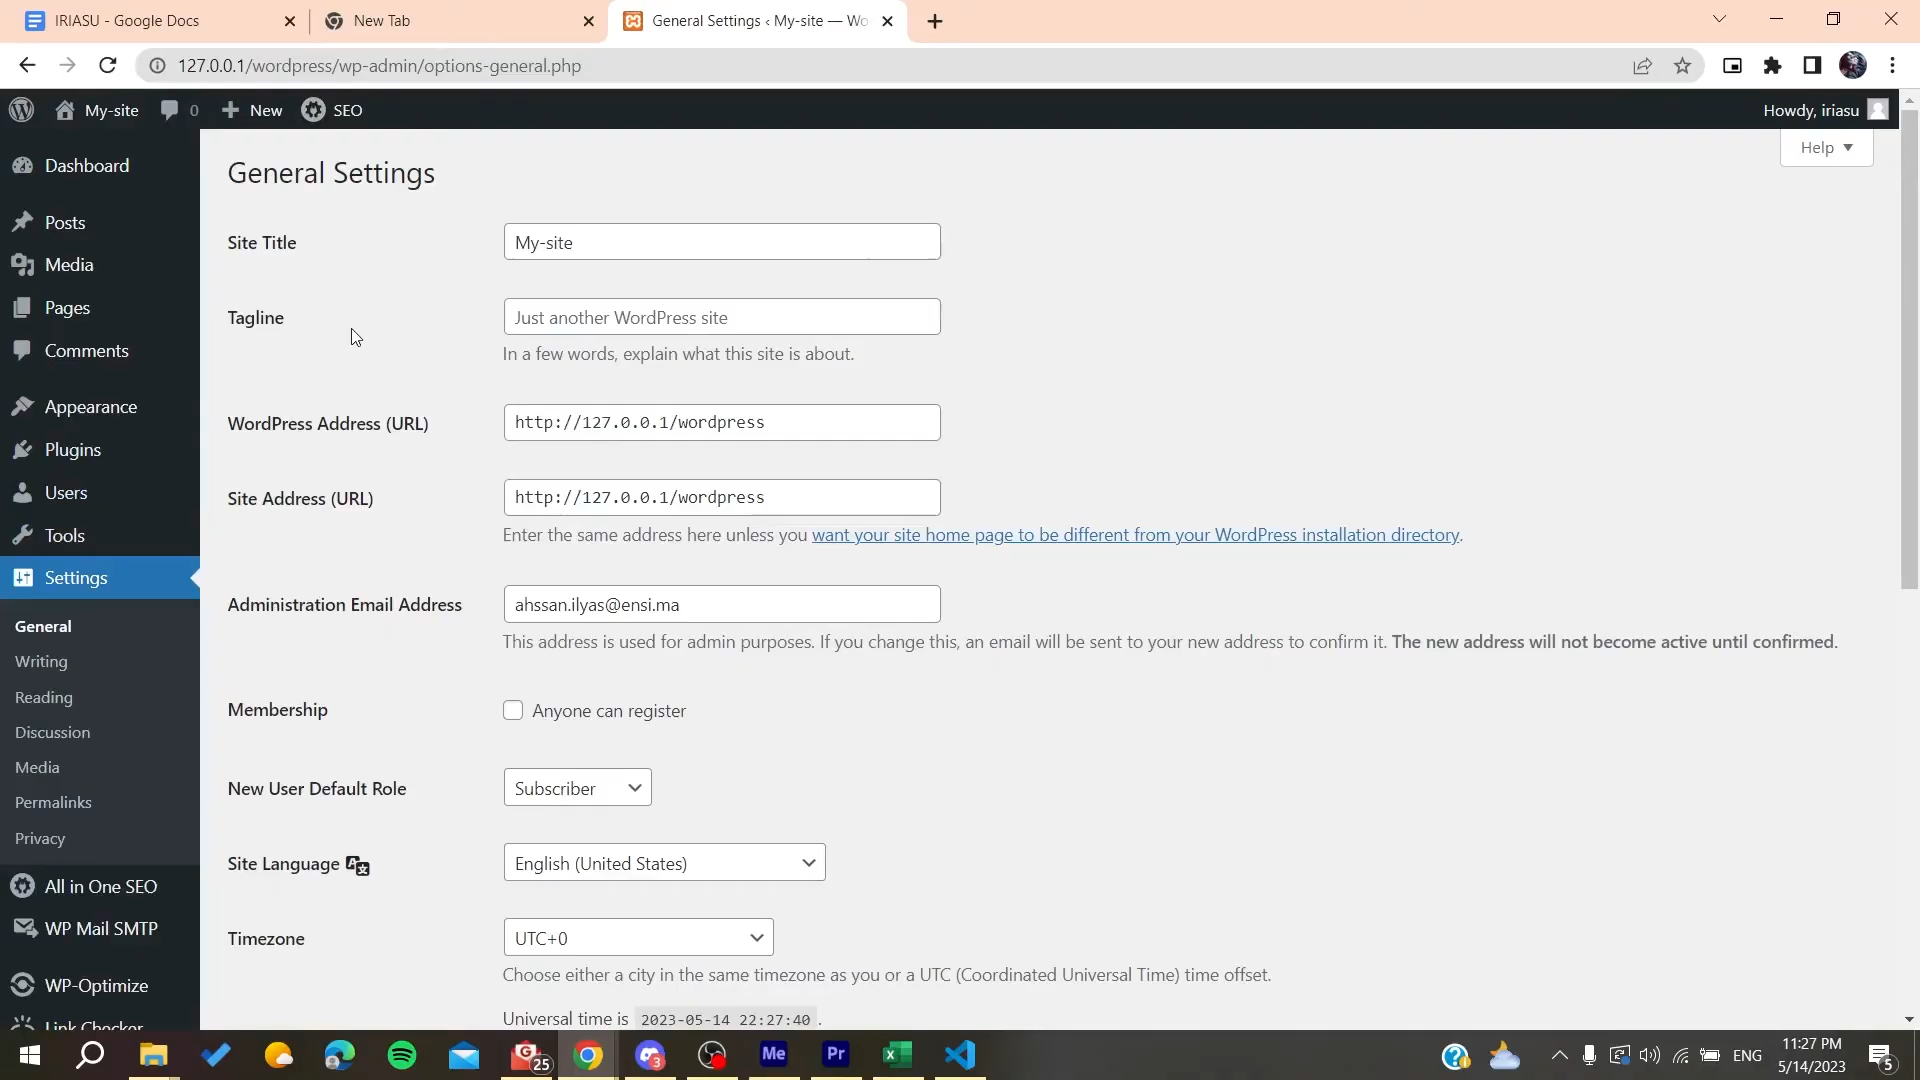 IRIASU - Google Docs
New Tab
General Settings ‹ My-site — Wo
127.0.0.1/wordpress/wp-admin/options-general.php
My-site
0
New
SEO
Howdy, iriasu
Help
Dashboard
Posts
Media
Pages
Comments
Appearance
Plugins
Users
Tools
Settings
General
Writing
Reading
Discussion
Media
Permalinks
Privacy
All in One SEO
WP Mail SMTP
WP-Optimize
Link Checker
General Settings
Site Title
My-site
Tagline
Just another WordPress site
In a few words, explain what this site is about.
WordPress Address (URL)
http://127.0.0.1/wordpress
Site Address (URL)
http://127.0.0.1/wordpress
Enter the same address here unless you want your site home page to be different from your WordPress installation directory.
Administration Email Address
ahssan.ilyas@ensi.ma
This address is used for admin purposes. If you change this, an email will be sent to your new address to confirm it. The new address will not become active until confirmed.
Membership
Anyone can register
New User Default Role
Subscriber
Site Language
English (United States)
Timezone
UTC+0
Choose either a city in the same timezone as you or a UTC (Coordinated Universal Time) time offset.
Universal time is 2023-05-14 22:27:40 .
25
3
Me
Pr
ENG
11:27 PM
5/14/2023
5